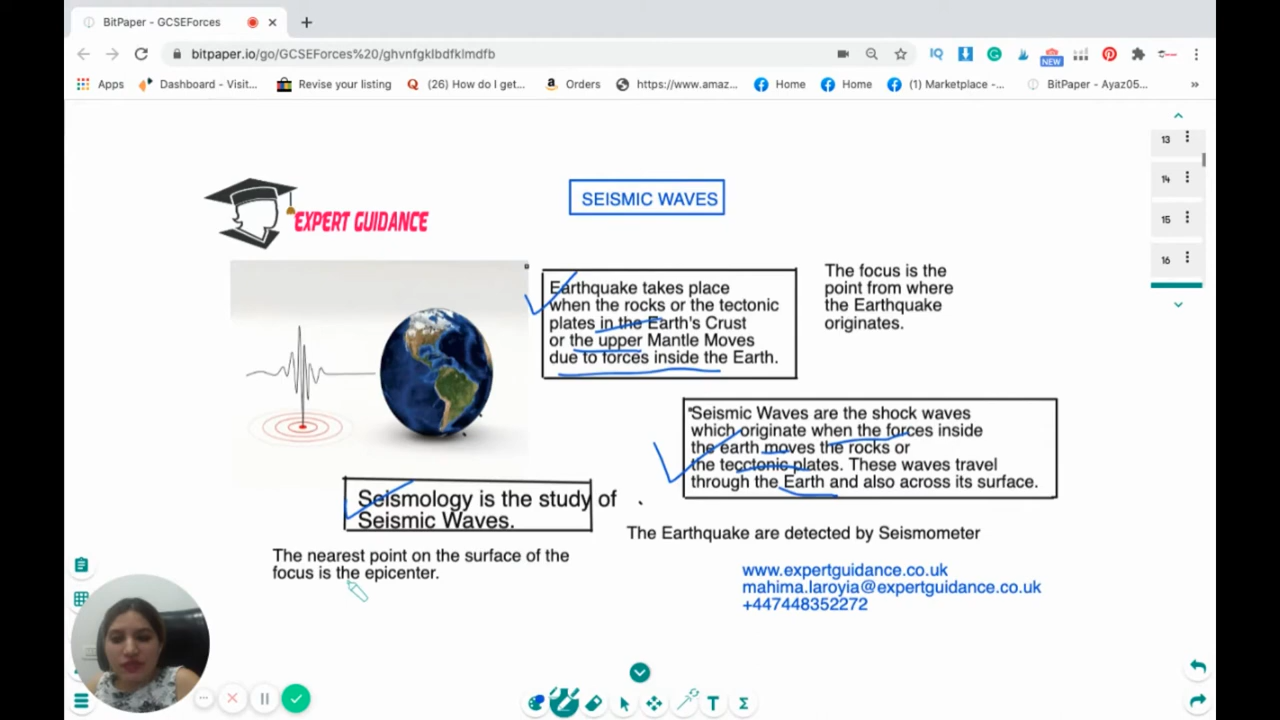 BitPaper - GCSEForces
bitpaper.io/go/GCSEForces%20/ghvnfgklbdfklmdfb
IQ
NEW
Apps
Dashboard - Visit...
Revise your listing
(26) How do I get...
Orders
https://www.amaz...
Home
Home
(1) Marketplace -...
BitPaper - Ayaz05...
»
13
14
15
16
SEISMIC WAVES
EXPERT GUIDANCE
Earthquake takes place
when the rocks or the tectonic
plates in the Earth's Crust
or the upper Mantle Moves
due to forces inside the Earth.
The focus is the
point from where
the Earthquake
originates.
Seismic Waves are the shock waves
which originate when the forces inside
the earth moves the rocks or
the tecctonic plates. These waves travel
through the Earth and also across its surface.
Seismology is the study of
Seismic Waves.
The Earthquake are detected by Seismometer
The nearest point on the surface of the
focus is the epicenter.
www.expertguidance.co.uk
mahima.laroyia@expertguidance.co.uk
+447448352272
T
Σ